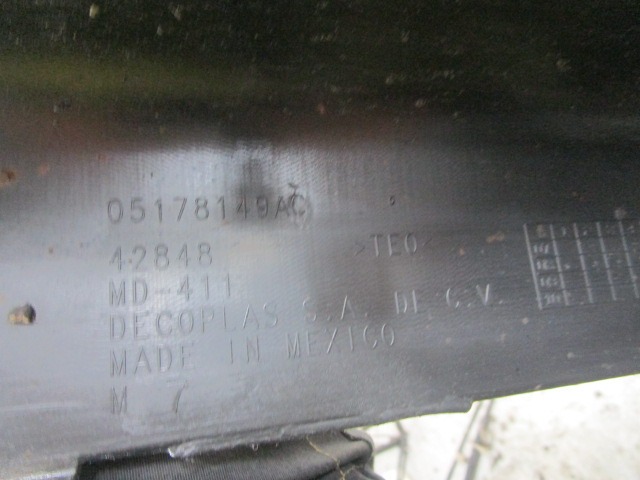 05178149AC
42848
>TEO<
MD-411
DECOPLAS S.A. DE C.V.
MADE IN MEXICO
M 7